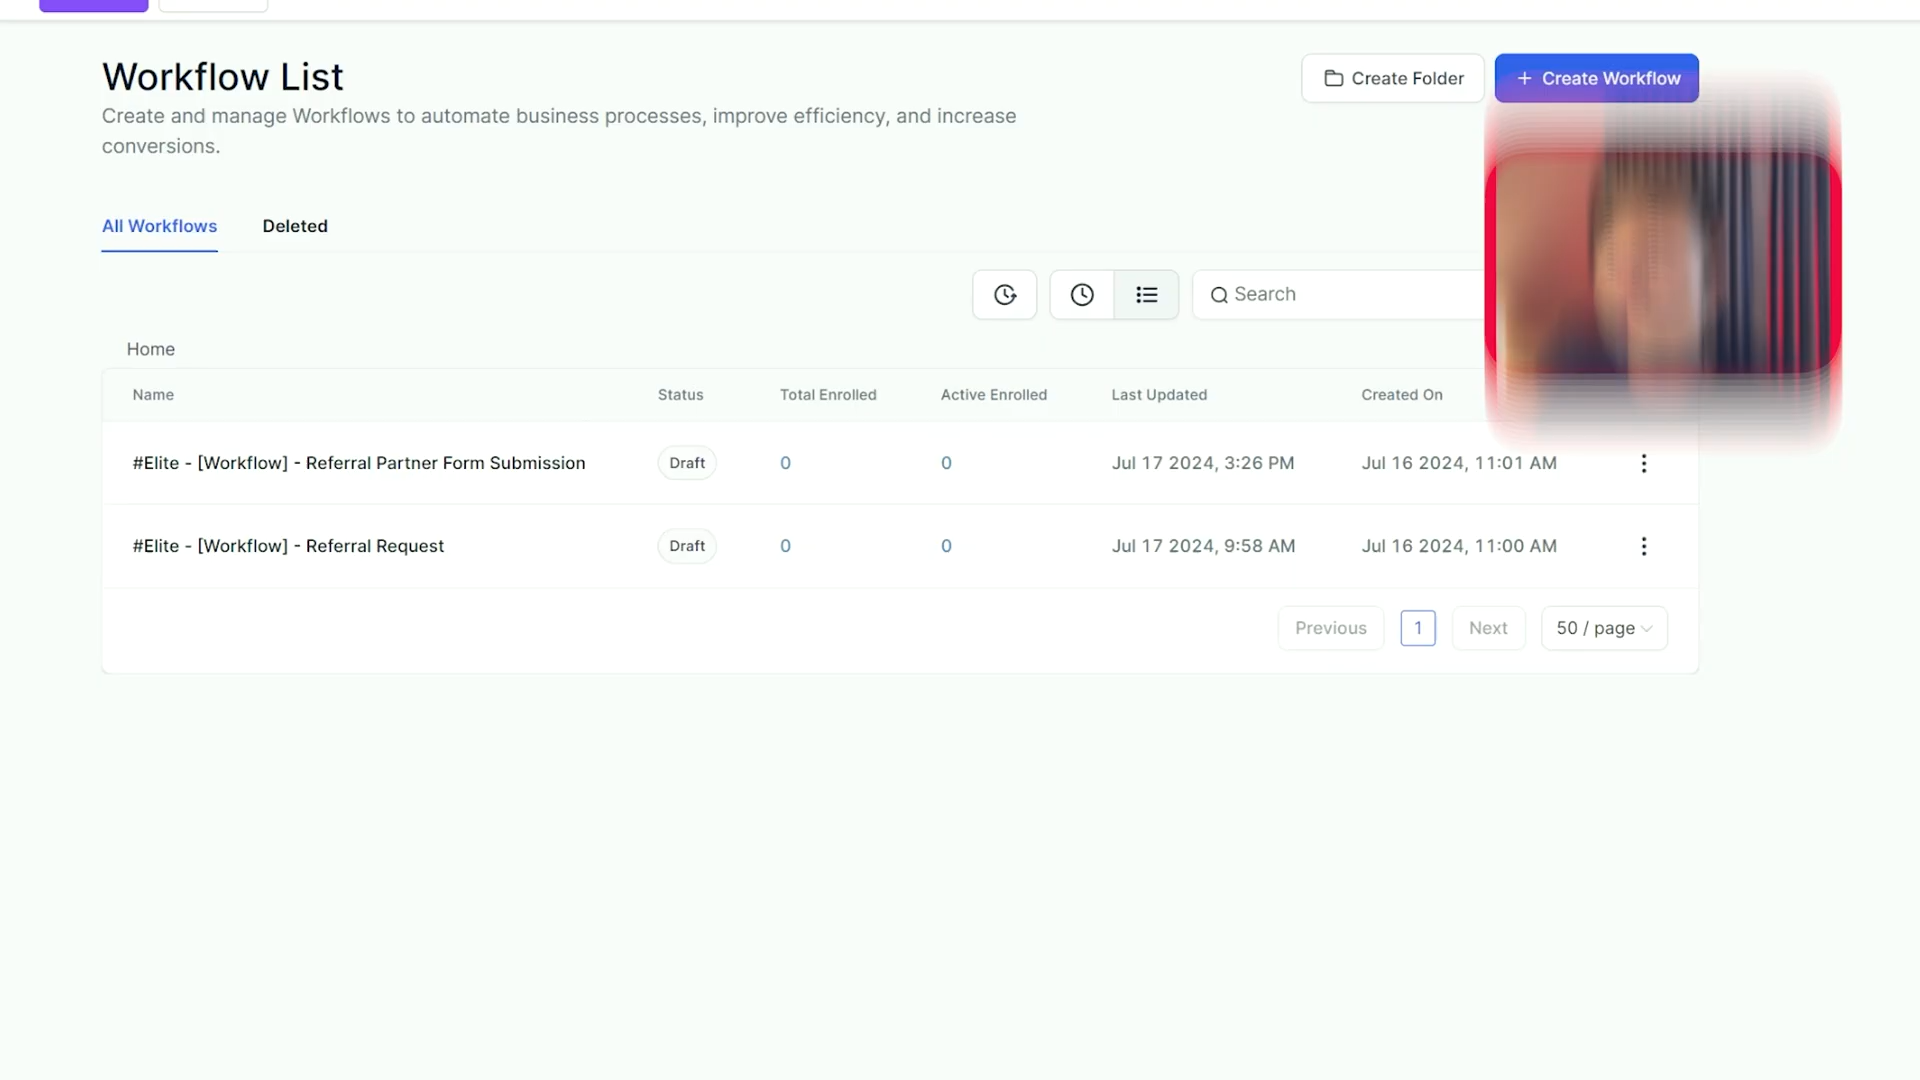 Workflow List
Create Folder
+ Create Workflow
Create and manage Workflows to automate business processes, improve efficiency, and increase
conversions.
All Workflows Deleted
Search
Home
Name Status Total Enrolled Active Enrolled Last Updated Created On
#Elite - [Workflow] - Referral Partner Form Submission Draft 0 0 Jul 17 2024, 3:26 PM Jul 16 2024, 11:01 AM
#Elite - [Workflow] - Referral Request Draft 0 0 Jul 17 2024, 9:58 AM Jul 16 2024, 11:00 AM
Previous 1 Next 50 / page